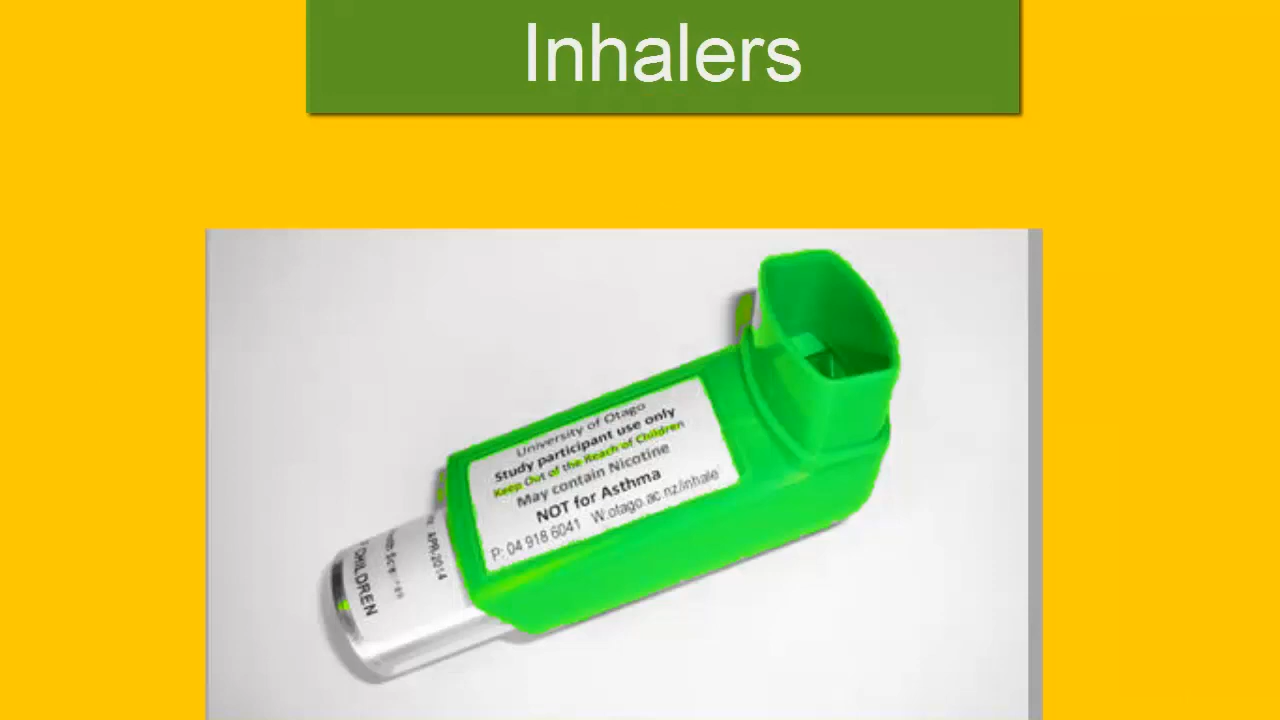 Inhalers
University of Otago
Study participant use only
Keep Out of the Reach of Children
May contain Nicotine
NOT for Asthma
P: 04 918 6041 W:otago.ac.nz/inhale
APR-2014
CHILDREN